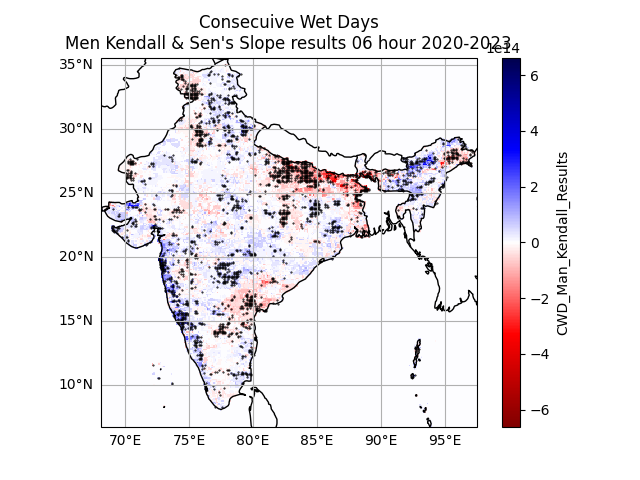 Consecuive Wet Days
Men Kendall & Sen's Slope results 06 hour 2020-2023
1e14
35°N
30°N
25°N
20°N
15°N
10°N
70°E 75°E 80°E 85°E 90°E 95°E
6
4
2
0
−2
−4
−6
CWD_Man_Kendall_Results